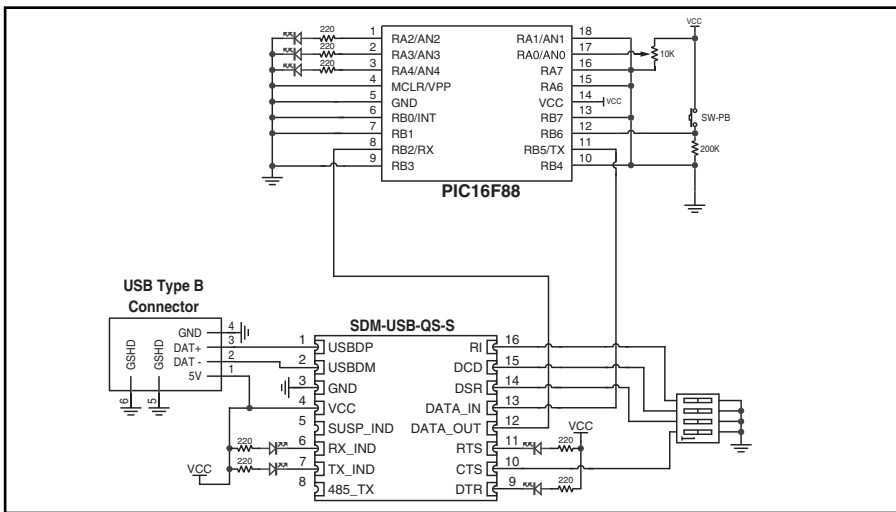 VCC
220
220
220
10K
1 RA2/AN2 RA1/AN1 18
2 RA3/AN3 RA0/AN0 17
3 RA4/AN4 RA7 16
4 MCLR/VPP RA6 15
5 GND VCC 14 VCC
6 RB0/INT RB7 13
7 RB1 RB6 12
8 RB2/RX RB5/TX 11
9 RB3 RB4 10
SW-PB
200K
PIC16F88
USB Type B
Connector
GND 4
DAT+ 3
DAT - 2
5V 1
GSHD
GSHD
6
5
SDM-USB-QS-S
1 USBDP RI 16
2 USBDM DCD 15
3 GND DSR 14
4 VCC DATA_IN 13
5 SUSP_IND DATA_OUT 12
6 RX_IND RTS 11
7 TX_IND CTS 10
8 485_TX DTR 9
220
220
VCC
VCC
220
220